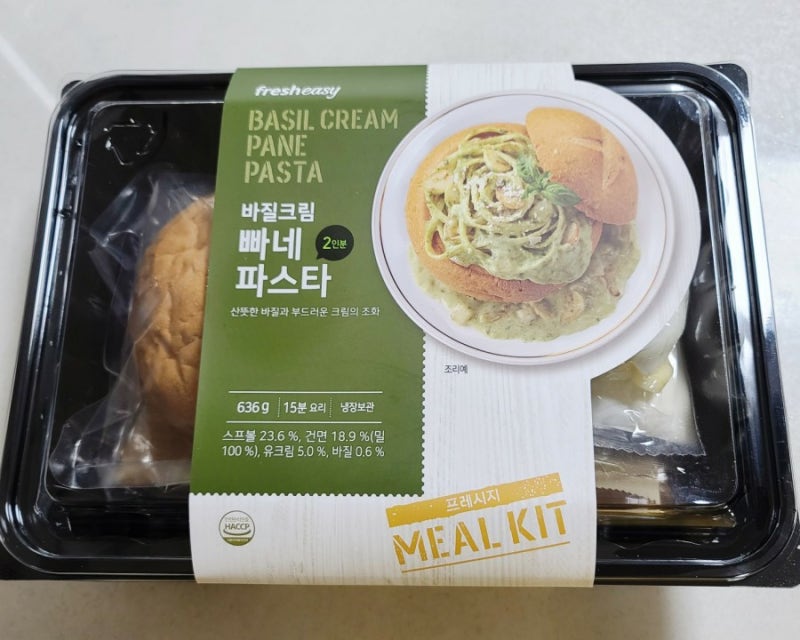 fresheasy
BASIL CREAM
PANE
PASTA
바질크림
빠네
2인분
파스타
산뜻한 바질과 부드러운 크림의 조화
조리예
636g
15분 요리
냉장보관
스프볼 23.6 %, 건면 18.9 %(밀
100 %), 유크림 5.0 %, 바질 0.6 %
프레시지
MEAL KIT
HACCP